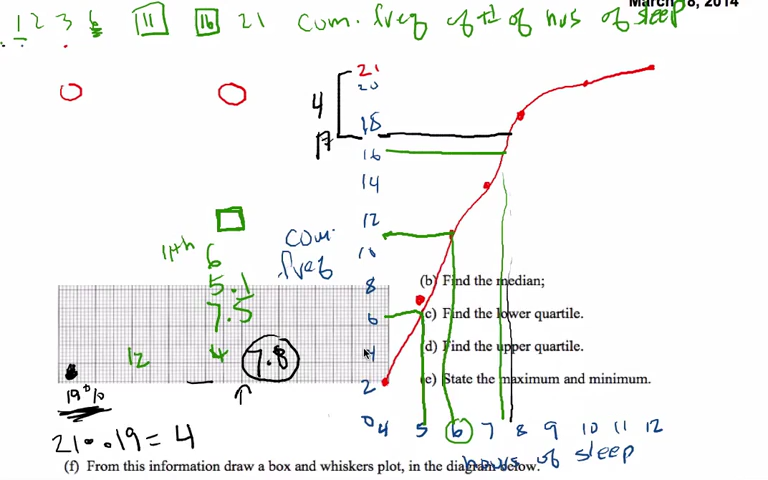 March 18, 2014
1 2 3 6 11 16 21 cum. freq of # of hrs of sleep
21
20
4
18
17
16
14
12
10
8
6
4
2
0
cum.
freq
11th 6
5.1
7.5
12 4 7.8
19%
21 · .19 = 4
(b) Find the median;
(c) Find the lower quartile.
(d) Find the upper quartile.
(e) State the maximum and minimum.
4 5 6 7 8 9 10 11 12
hours of sleep
(f) From this information draw a box and whiskers plot, in the diagram below.